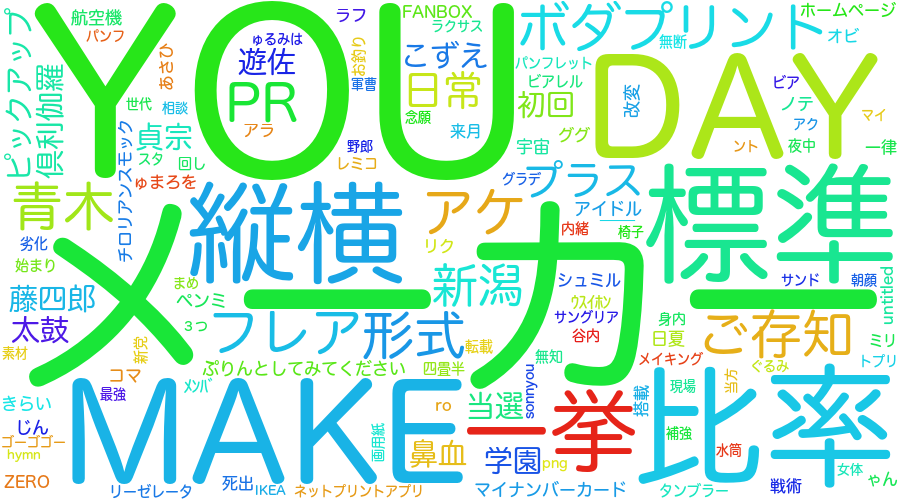 ピックアップ
航空機
パンフ
YOU
ラフ
FANBOX
ラクサス
ボダプリント
ホームページ
オビ
無断
ゅるみは
遊佐
お釣り
軍曹
こずえ
パンフレット
ビアレル
DAY
ビア
マイ
あさひ
PR
日常
初回
改変
ノテ
アク
倶利伽羅
世代
相談
アラ
念願
来月
宇宙
ググ
ント
夜中
一律
貞宗
チロリアンスモック
スタ
回し
野郎
レミコ
グラデ
プラス
標準
青木
ゅまろを
縦横
アケ
アイドル
劣化
リク
内緒
椅子
始まり
メーカー
まめ
ペンミ
新潟
シュミル
サンド
朝顔
untitled
藤四郎
ウスイホン
サングリア
身内
太鼓
3つ
フレア
形式
谷内
日夏
ご存知
ミリ
素材
新党
転載
無知
メイキング
トプリ
コマ
ぷりんとしてみてください
四畳半
ぐるみ
最強
メンバ
sonnyou
当方
きらい
MAKE
ro
当選
一挙
搭載
現場
比率
じん
画用紙
補強
ゴーゴゴー
hymn
鼻血
学園
png
水筒
女体
ZERO
死出
リーゼレータ
IKEA
ネットプリントアプリ
マイナンバーカード
タンブラー
戦術
ゃん